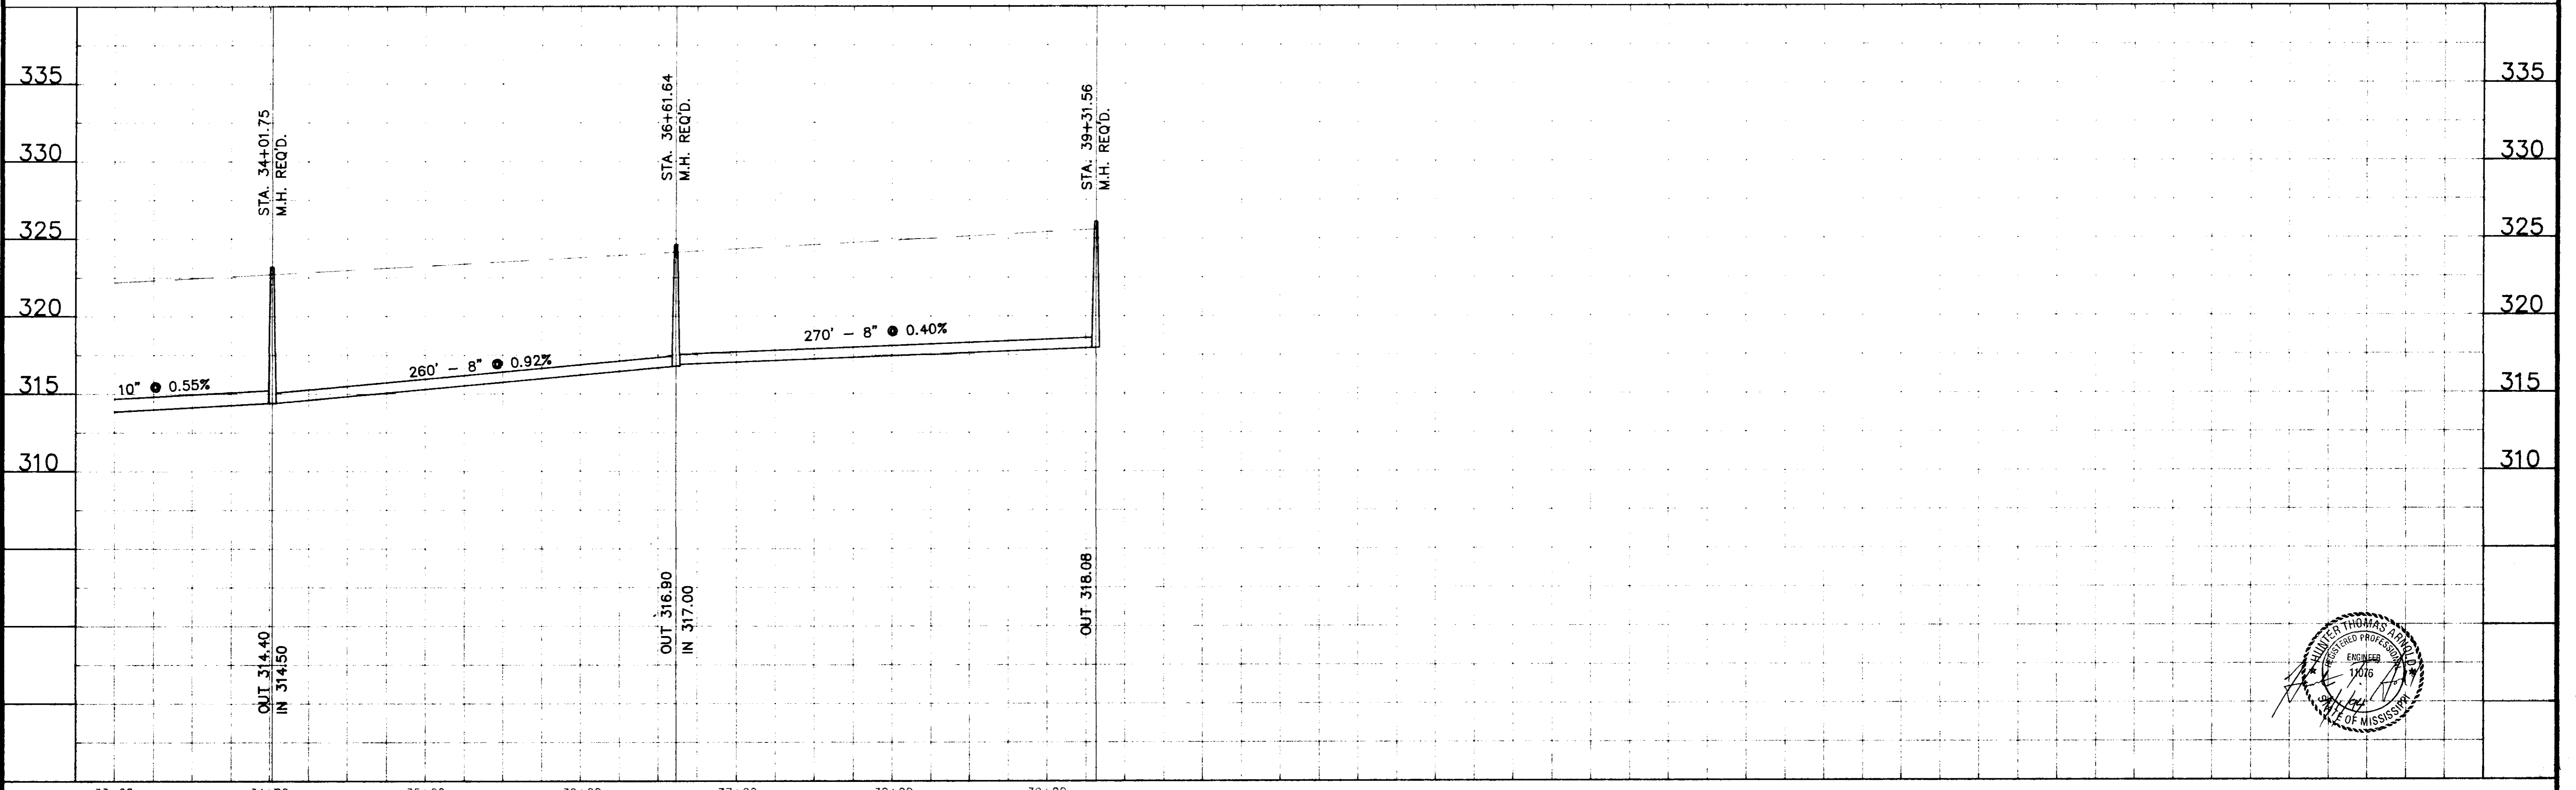 335
335
330
330
325
325
320
320
315
315
310
310
STA. 34+01.75
M.H. REQ'D.
STA. 36+61.64
M.H. REQ'D.
STA. 39+31.56
M.H. REQ'D.
10" @ 0.55%
260' - 8" @ 0.92%
270' - 8" @ 0.40%
OUT 314.40
IN 314.50
OUT 316.90
IN 317.00
OUT 318.08
HUNTER THOMAS ARNOLD
REGISTERED PROFESSIONAL
ENGINEER
11076
STATE OF MISSISSIPPI